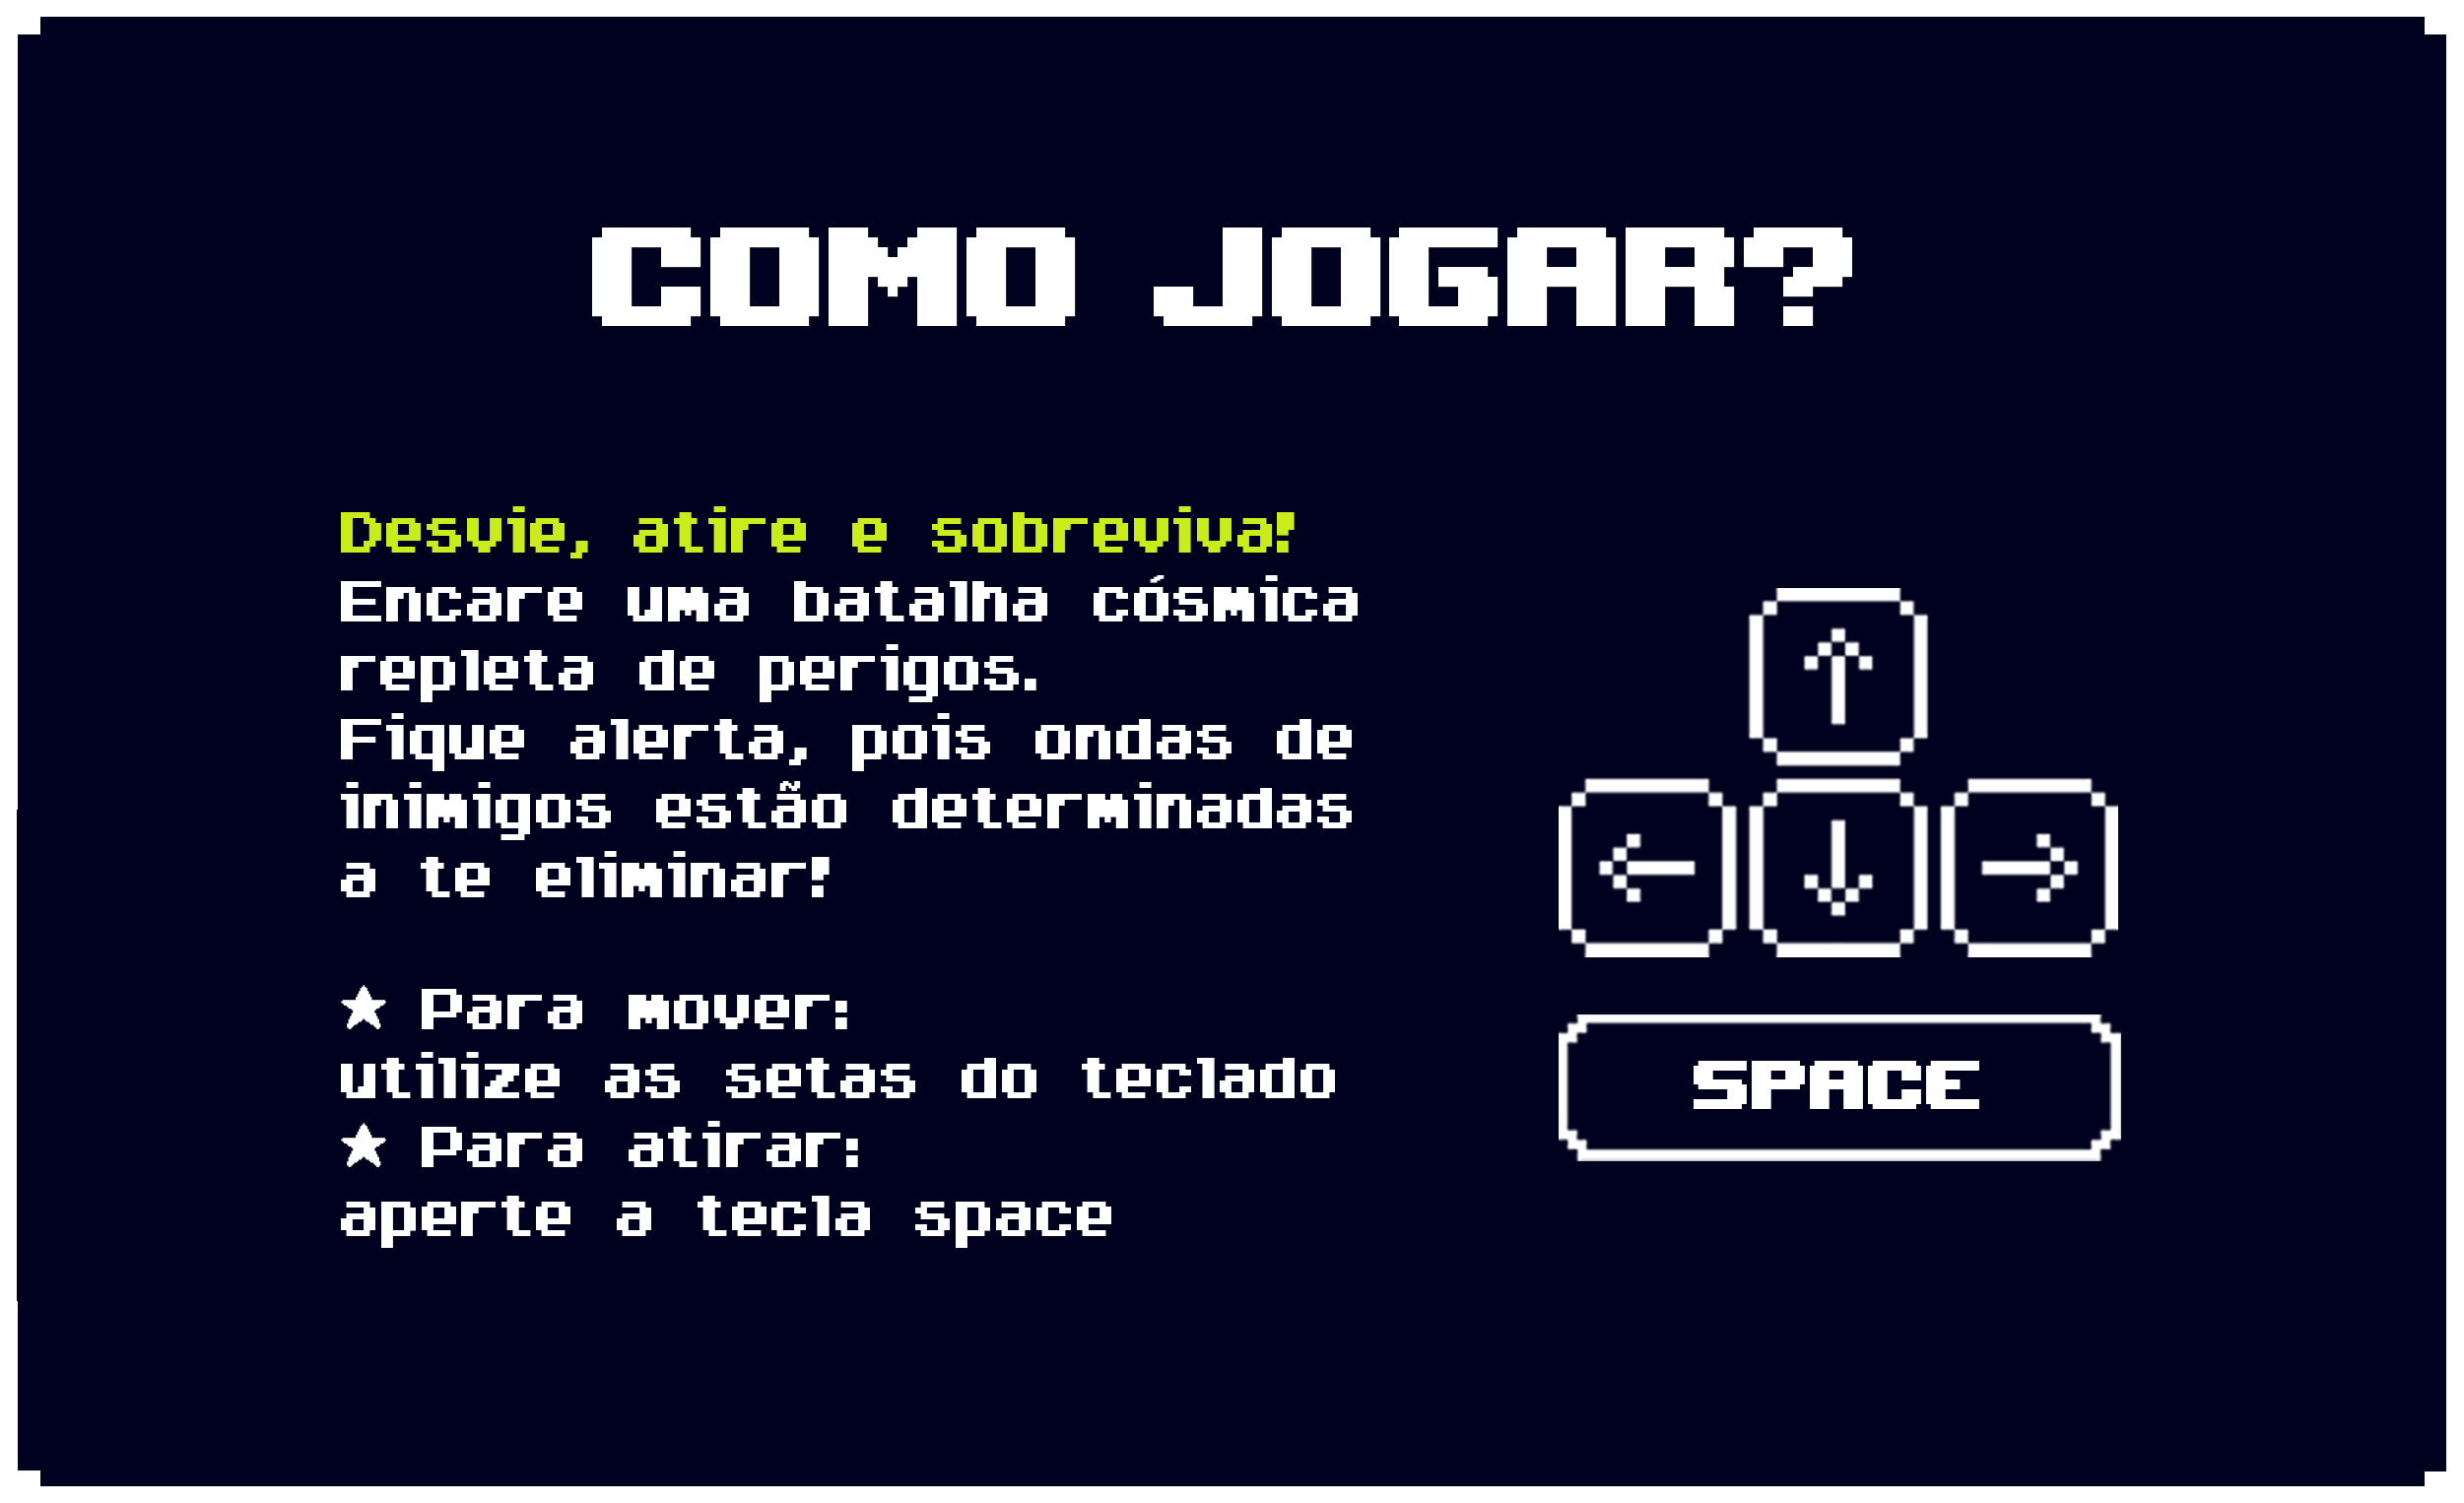 COMO JOGAR?
Desvie, atire e sobreviva!
Encare uma batalha cósmica
repleta de perigos.
Fique alerta, pois ondas de
inimigos estão determinadas
a te eliminar!
★ Para mover:
utilize as setas do teclado
★ Para atirar:
aperte a tecla space
↑
← ↓ →
SPACE